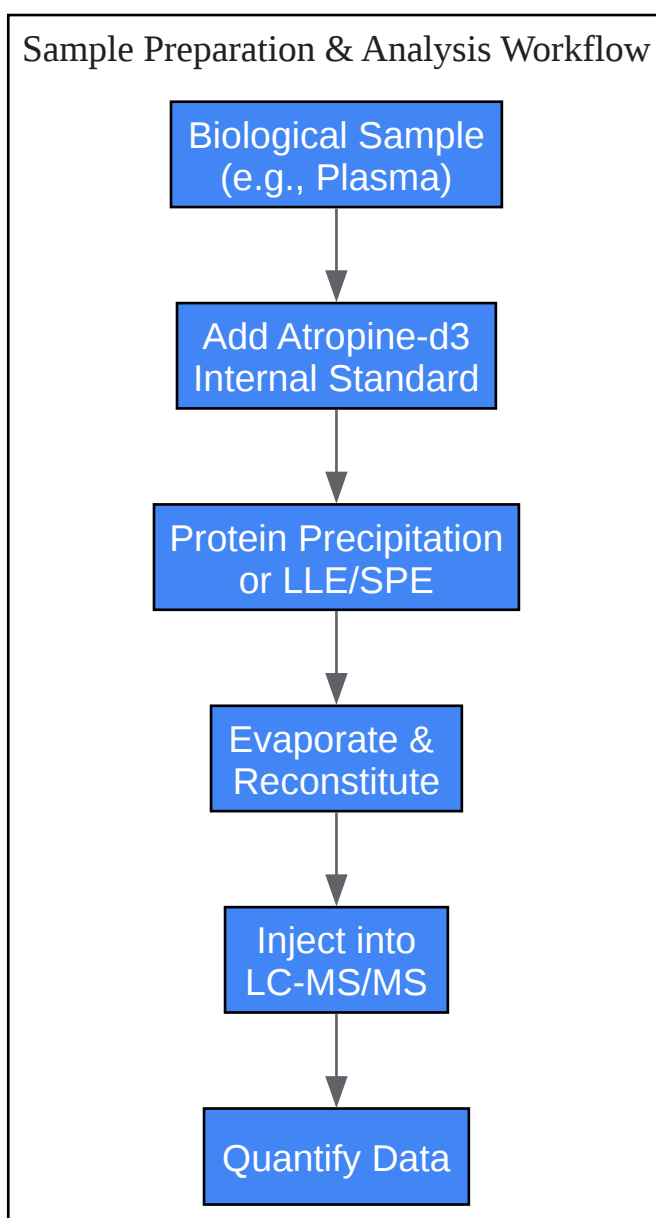 Sample Preparation & Analysis Workflow
Biological Sample
(e.g., Plasma)
Add Atropine-d3
Internal Standard
Protein Precipitation
or LLE/SPE
Evaporate &
Reconstitute
Inject into
LC-MS/MS
Quantify Data